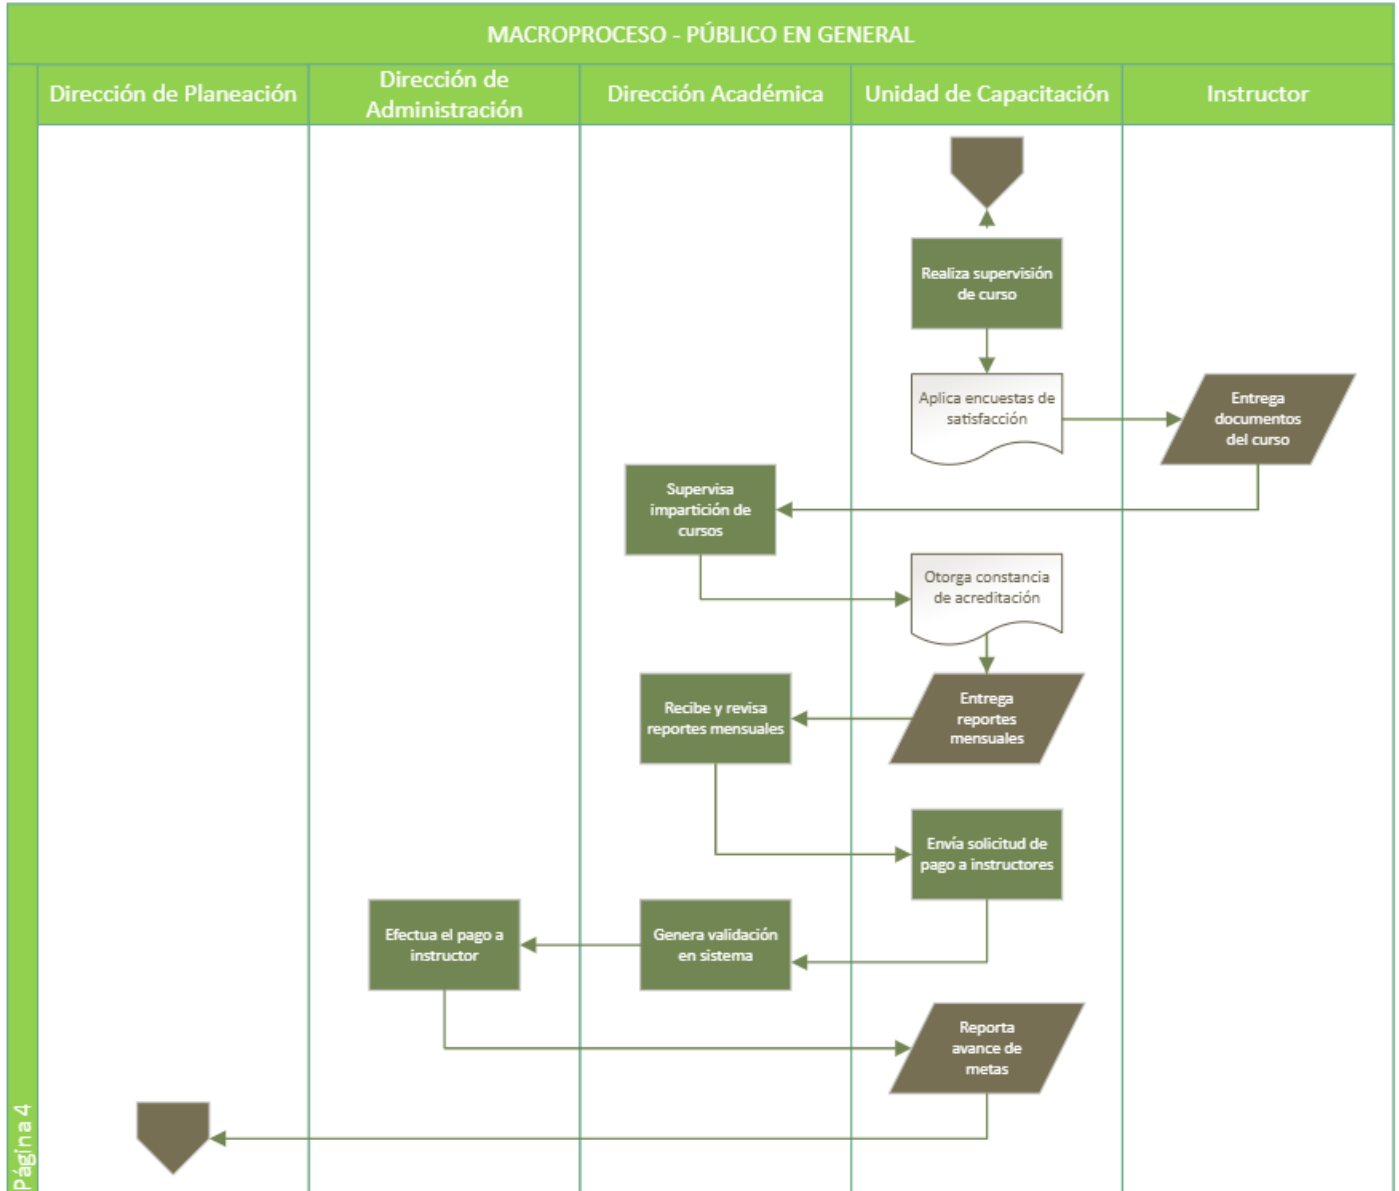 MACROPROCESO - PÚBLICO EN GENERAL
Dirección de Planeación
Dirección de
Administración
Dirección Académica
Unidad de Capacitación
Instructor
Realiza supervisión
de curso
Aplica encuestas de
satisfacción
Entrega
documentos
del curso
Supervisa
impartición de
cursos
Otorga constancia
de acreditación
Entrega
reportes
mensuales
Recibe y revisa
reportes mensuales
Envía solicitud de
pago a instructores
Genera validación
en sistema
Efectua el pago a
instructor
Reporta
avance de
metas
Página 4